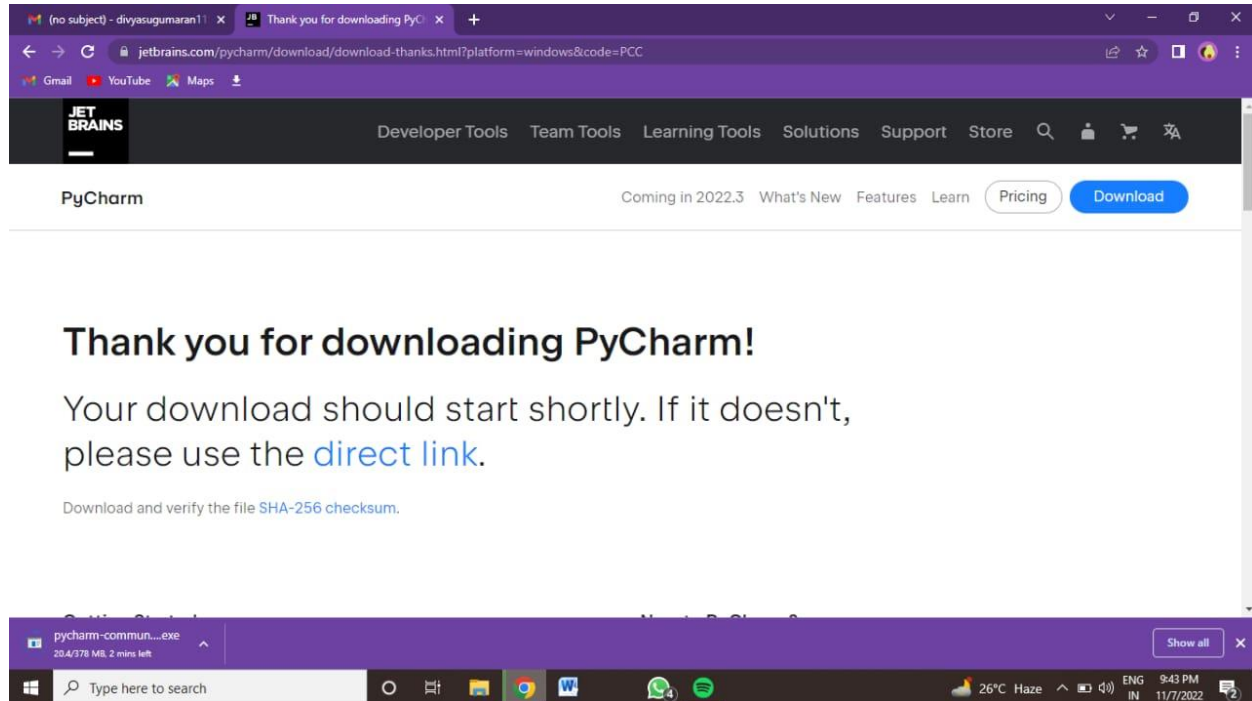 (no subject) - divyasugumaran11
Thank you for downloading PyC
jetbrains.com/pycharm/download/download-thanks.html?platform=windows&code=PCC
Gmail YouTube Maps
JET
BRAINS
Developer Tools Team Tools Learning Tools Solutions Support Store
PyCharm
Coming in 2022.3 What's New Features Learn Pricing Download
Thank you for downloading PyCharm!
Your download should start shortly. If it doesn't,
please use the direct link.
Download and verify the file SHA-256 checksum.
pycharm-commun....exe
20.4/378 MB, 2 mins left
Show all
Type here to search
4
26°C Haze
ENG
IN
9:43 PM
11/7/2022
2